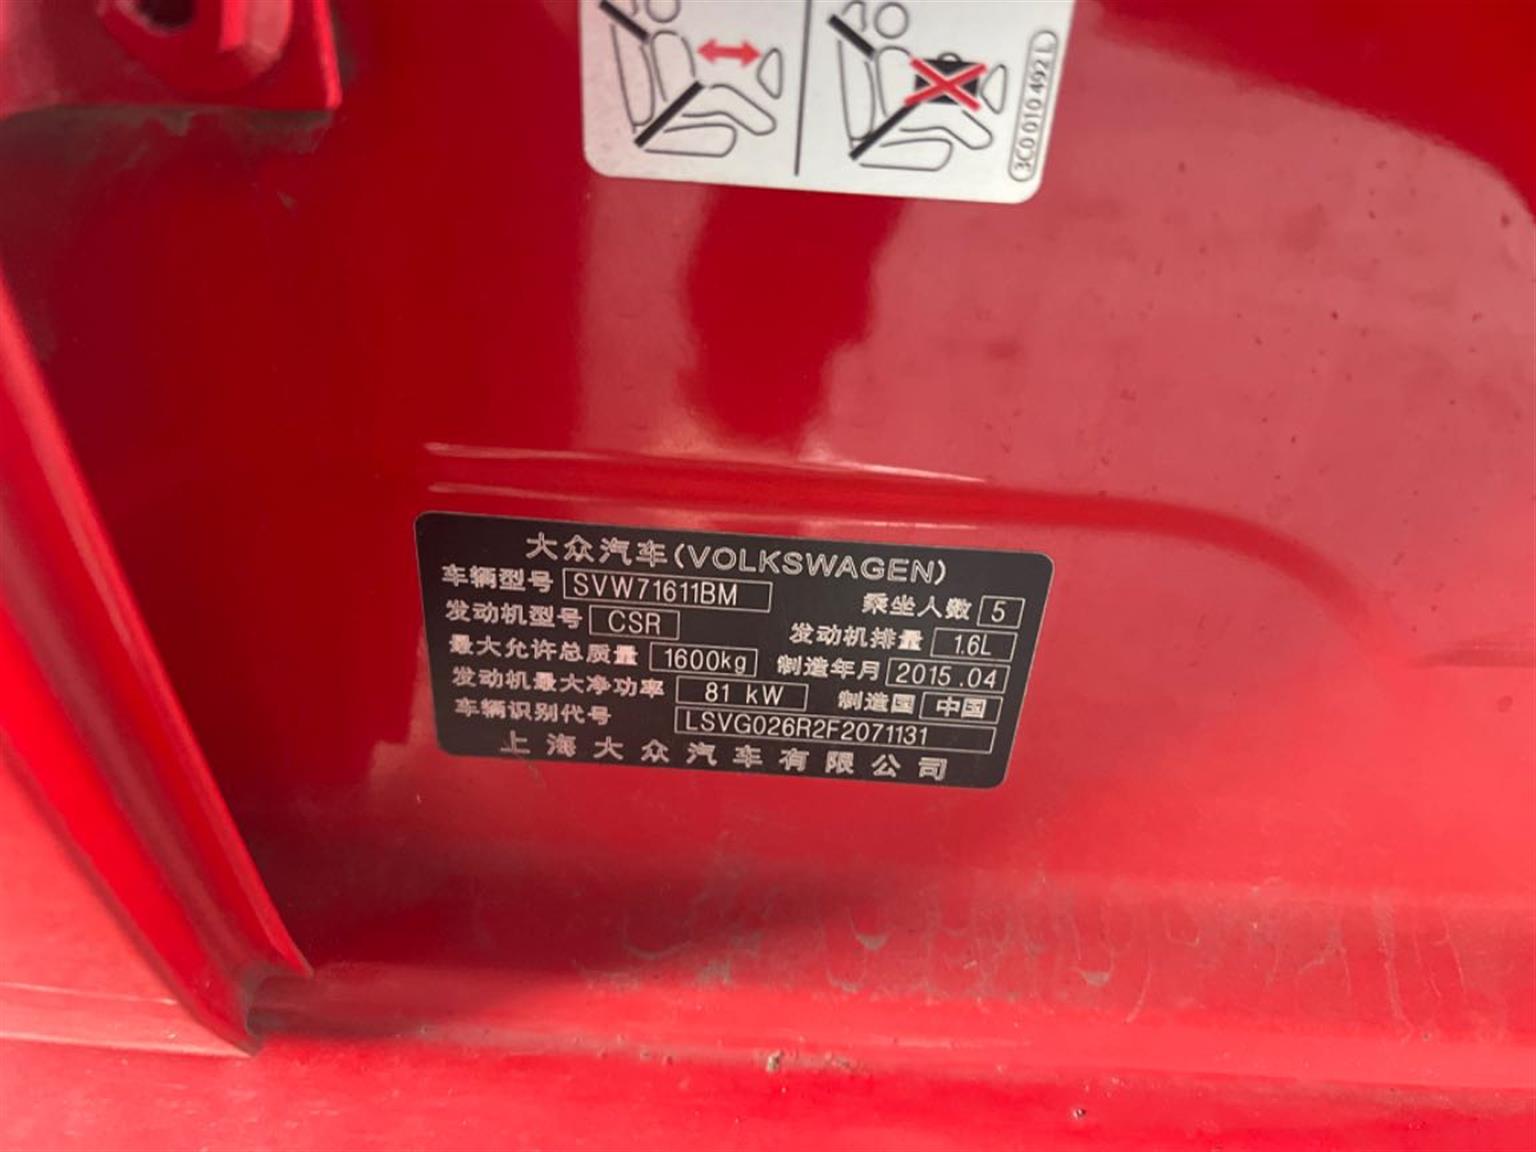 3C0 010 492 L
大众汽车(VOLKSWAGEN)
车辆型号 SVW71611BM 乘坐人数 5
发动机型号 CSR 发动机排量 1.6L
最大允许总质量 1600kg 制造年月 2015.04
发动机最大净功率 81 kW 制造国 中国
车辆识别代号 LSVG026R2F2071131
上海大众汽车有限公司